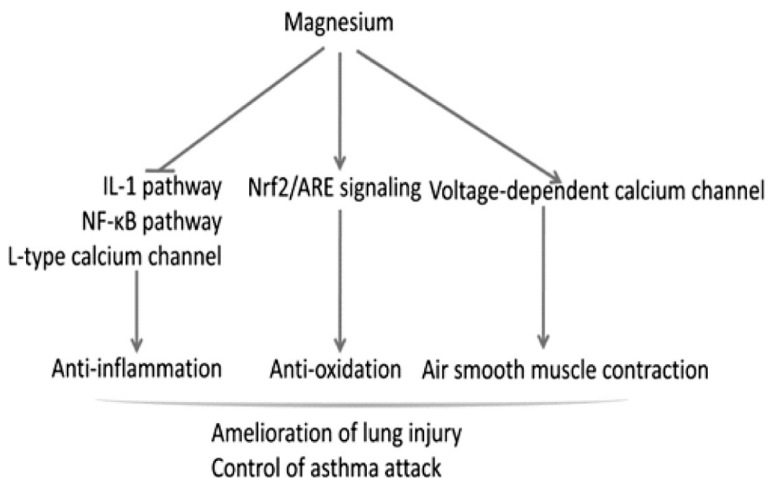 Magnesium
IL-1 pathway
NF-κB pathway
L-type calcium channel
Nrf2/ARE signaling
Voltage-dependent calcium channel
Anti-inflammation
Anti-oxidation
Air smooth muscle contraction
Amelioration of lung injury
Control of asthma attack